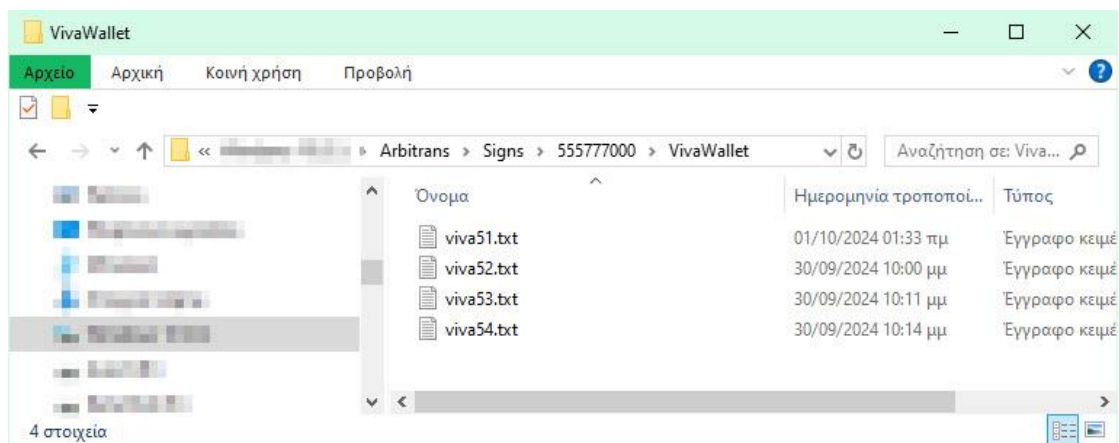 VivaWallet
Αρχείο Αρχική Κοινή χρήση Προβολή
« Arbitrans > Signs > 555777000 > VivaWallet Αναζήτηση σε: Viva...
Όνομα Ημερομηνία τροποποί... Τύπος
viva51.txt 01/10/2024 01:33 πμ Έγγραφο κειμέ
viva52.txt 30/09/2024 10:00 μμ Έγγραφο κειμέ
viva53.txt 30/09/2024 10:11 μμ Έγγραφο κειμέ
viva54.txt 30/09/2024 10:14 μμ Έγγραφο κειμέ
4 στοιχεία